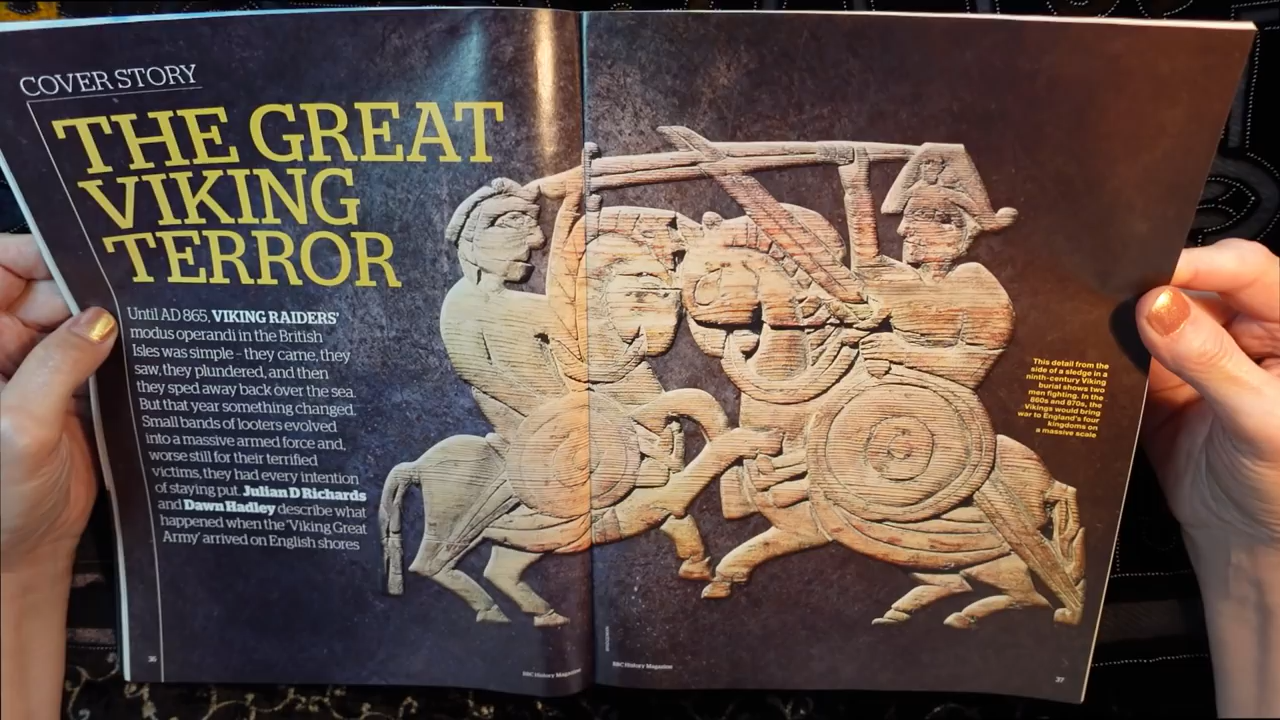 COVER STORY
THE GREAT
VIKING
TERROR
Until AD 865, VIKING RAIDERS'
modus operandi in the British
Isles was simple - they came, they
saw, they plundered, and then
they sped away back over the sea.
But that year something changed.
Small bands of looters evolved
into a massive armed force and,
worse still for their terrified
victims, they had every intention
of staying put. Julian D Richards
and Dawn Hadley describe what
happened when the 'Viking Great
Army' arrived on English shores
This detail from the
side of a sledge in a
ninth-century Viking
burial shows two
men fighting. In the
860s and 870s, the
Vikings would bring
war to England's four
kingdoms on
a massive scale
36
BBC History Magazine
BBC History Magazine
37